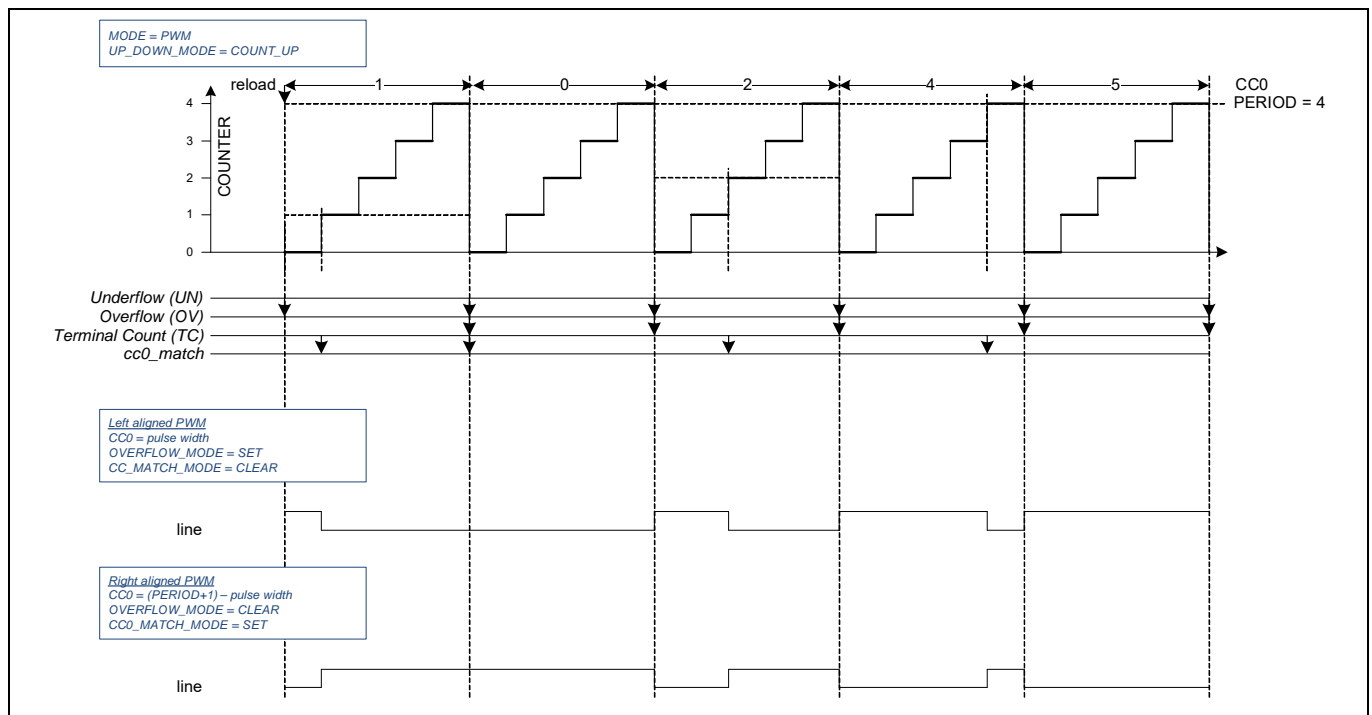 MODE = PWM
UP_DOWN_MODE = COUNT_UP
reload 1 0 2 4 5 CC0
PERIOD = 4
4
3
2
1
0
COUNTER
Underflow (UN)
Overflow (OV)
Terminal Count (TC)
cc0_match
Left aligned PWM
CC0 = pulse width
OVERFLOW_MODE = SET
CC_MATCH_MODE = CLEAR
line
Right aligned PWM
CC0 = (PERIOD+1) – pulse width
OVERFLOW_MODE = CLEAR
CC0_MATCH_MODE = SET
line